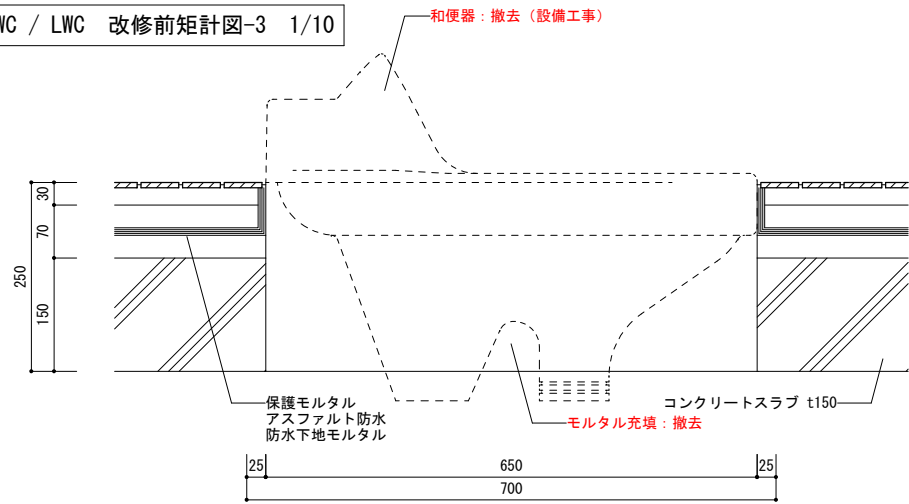 WC / LWC 改修前矩計図-3 1/10
和便器：撤去（設備工事）
30
70
250
150
保護モルタル
アスファルト防水
防水下地モルタル
コンクリートスラブ t150
モルタル充填：撤去
25
650
25
700